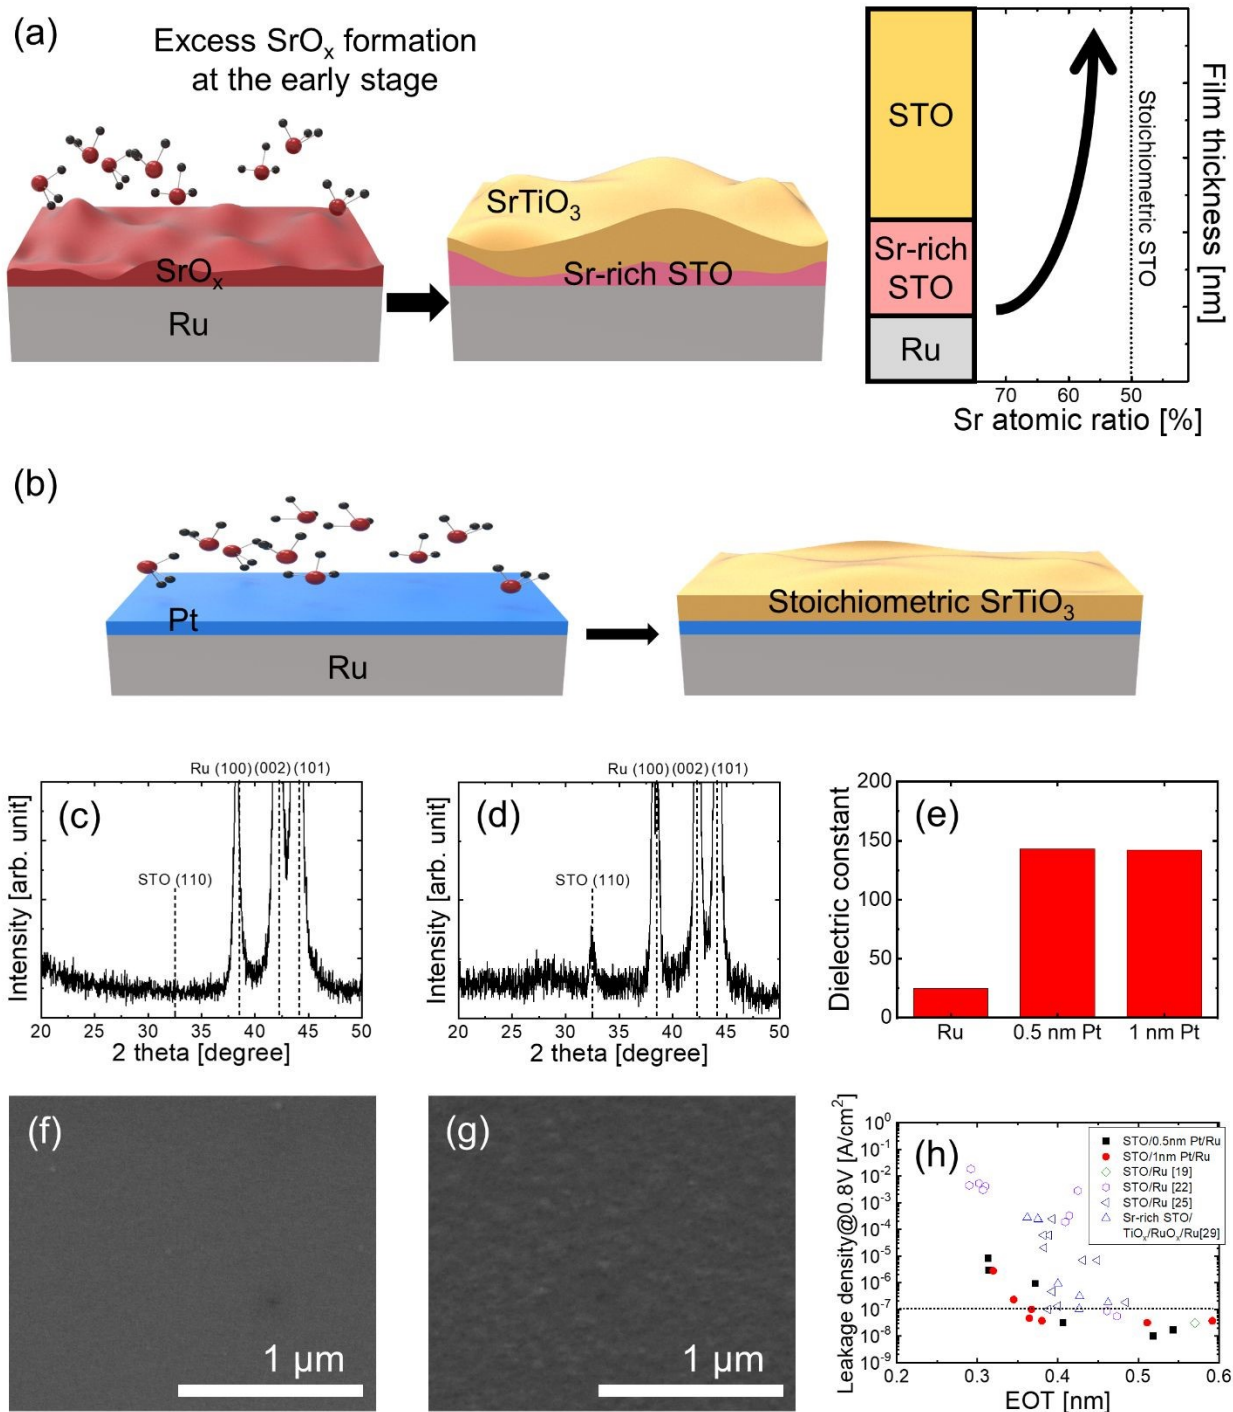 (a)
Excess SrOₓ formation
at the early stage
SrOₓ
Ru
SrTiO₃
Sr-rich STO
STO
Sr-rich
STO
Ru
Stoichiometric STO
Film thickness [nm]
70 60 50
Sr atomic ratio [%]
(b)
Pt
Ru
Stoichiometric SrTiO₃
(c)
Ru (100) (002) (101)
STO (110)
Intensity [arb. unit]
20 25 30 35 40 45 50
2 theta [degree]
(d)
Ru (100) (002) (101)
STO (110)
Intensity [arb. unit]
20 25 30 35 40 45 50
2 theta [degree]
(e)
Dielectric constant
200
150
100
50
0
Ru 0.5 nm Pt 1 nm Pt
(f)
1 µm
(g)
1 µm
(h)
Leakage density@0.8V [A/cm²]
10⁰
10⁻¹
10⁻²
10⁻³
10⁻⁴
10⁻⁵
10⁻⁶
10⁻⁷
10⁻⁸
10⁻⁹
STO/0.5nm Pt/Ru
STO/1nm Pt/Ru
STO/Ru [19]
STO/Ru [22]
STO/Ru [25]
Sr-rich STO/
TiOₓ/RuOₓ/Ru[29]
0.2 0.3 0.4 0.5 0.6
EOT [nm]